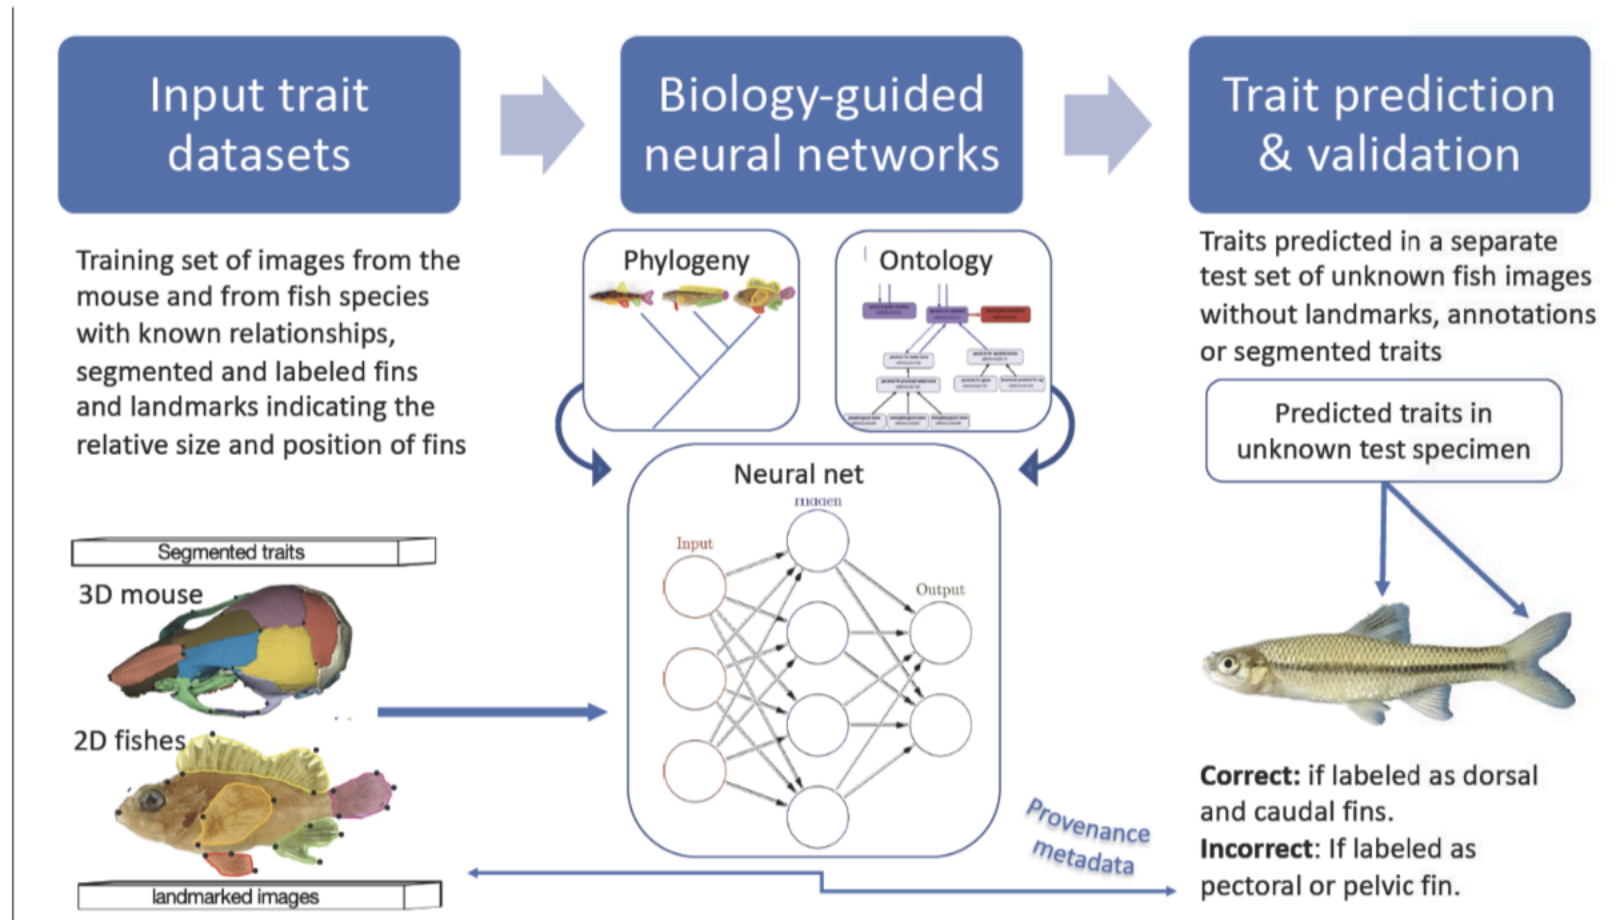 Input trait
datasets
Biology-guided
neural networks
Trait prediction
& validation
Training set of images from the
mouse and from fish species
with known relationships,
segmented and labeled fins
and landmarks indicating the
relative size and position of fins
Segmented traits
3D mouse
2D fishes
landmarked images
Phylogeny
Ontology
Neural net
Input
Output
Provenance
metadata
Traits predicted in a separate
test set of unknown fish images
without landmarks, annotations
or segmented traits
Predicted traits in
unknown test specimen
Correct: if labeled as dorsal
and caudal fins.
Incorrect: If labeled as
pectoral or pelvic fin.